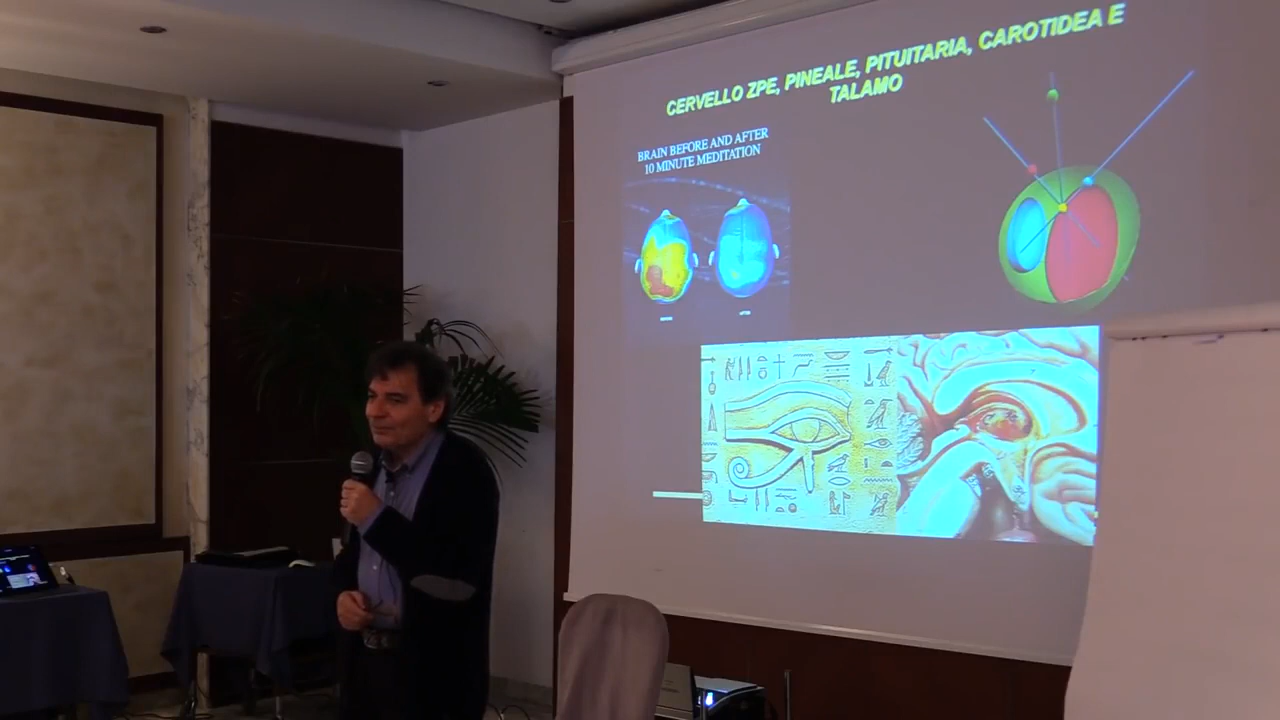 CERVELLO ZPE, PINEALE, PITUITARIA, CAROTIDEA E
TALAMO
BRAIN BEFORE AND AFTER
10 MINUTE MEDITATION